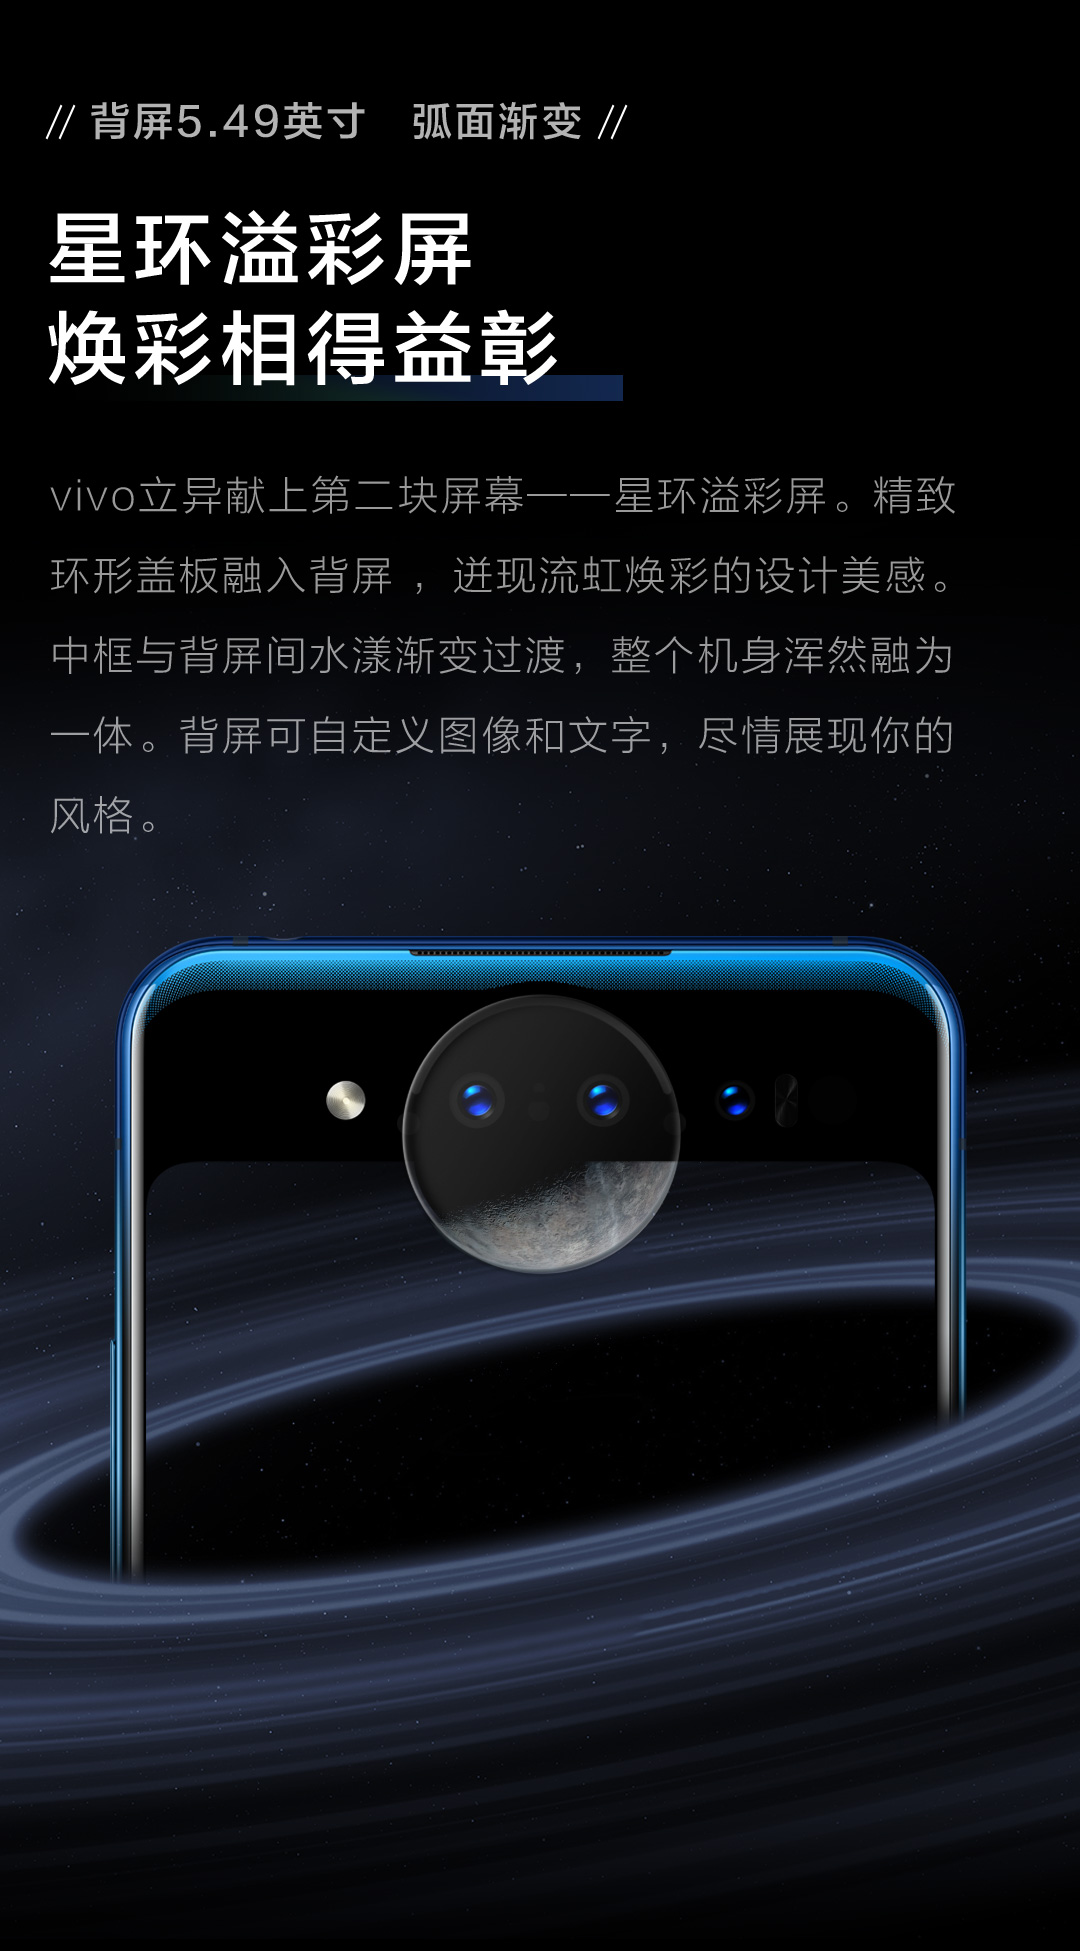 // 背屏5.49英寸 弧面渐变 //
星环溢彩屏
焕彩相得益彰
vivo立异献上第二块屏幕——星环溢彩屏。精致
环形盖板融入背屏，迸现流虹焕彩的设计美感。
中框与背屏间水漾渐变过渡，整个机身浑然融为
一体。背屏可自定义图像和文字，尽情展现你的
风格。